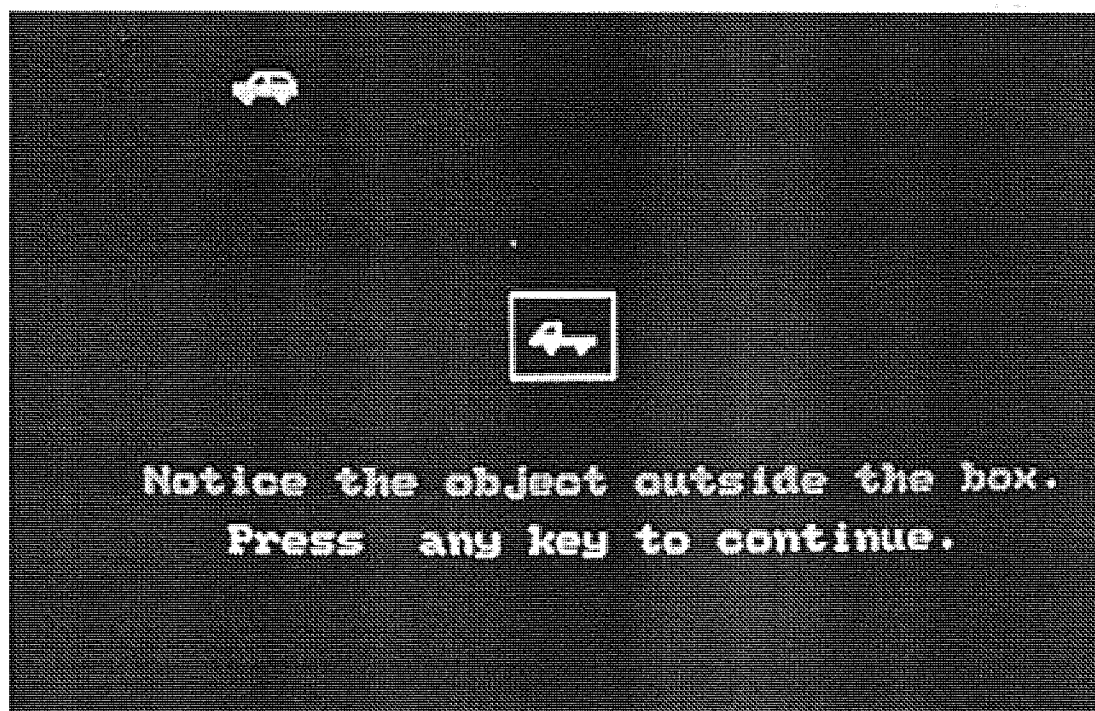 Notice the object outside the box.
Press any key to continue.